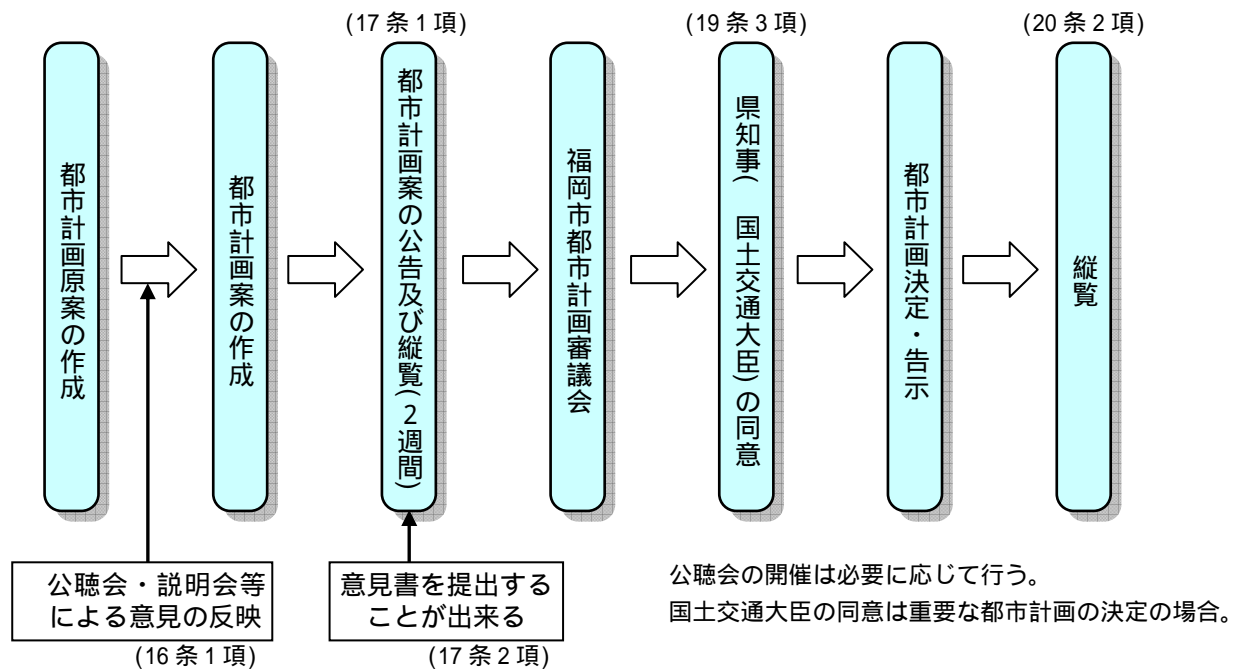 (17条1項)
(19条3項)
(20条2項)
都市計画原案の作成
都市計画案の作成
都市計画案の公告及び縦覧(2週間)
福岡市都市計画審議会
県知事( 国土交通大臣)の同意
都市計画決定・告示
縦覧
公聴会・説明会等
による意見の反映
(16条1項)
意見書を提出する
ことが出来る
(17条2項)
公聴会の開催は必要に応じて行う。
国土交通大臣の同意は重要な都市計画の決定の場合。